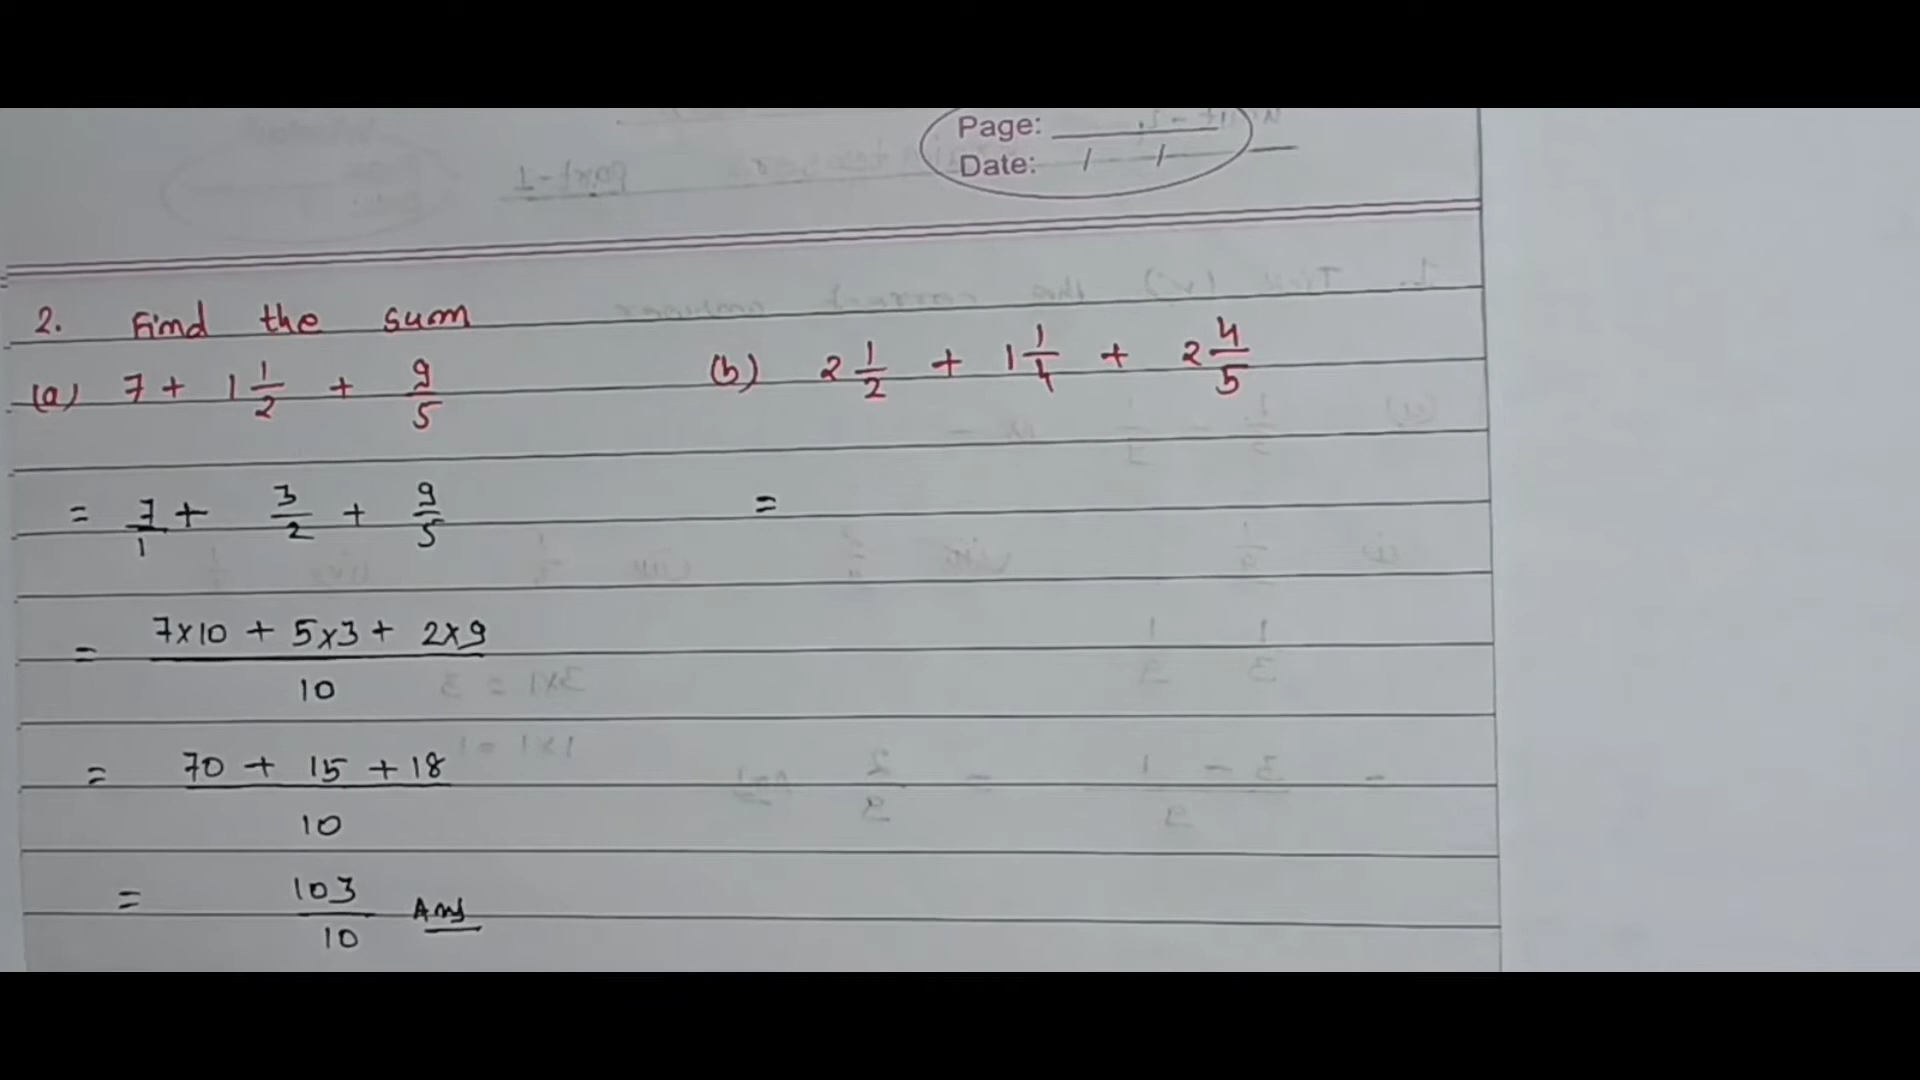 Page:
Date: / /
2. Find the sum
(a) 7 + 1 1/2 + 9/5
(b) 2 1/2 + 1 1/4 + 2 4/5
= 7/1 + 3/2 + 9/5
=
= 7x10 + 5x3 + 2x9 / 10
= 70 + 15 + 18 / 10
= 103/10 Ans